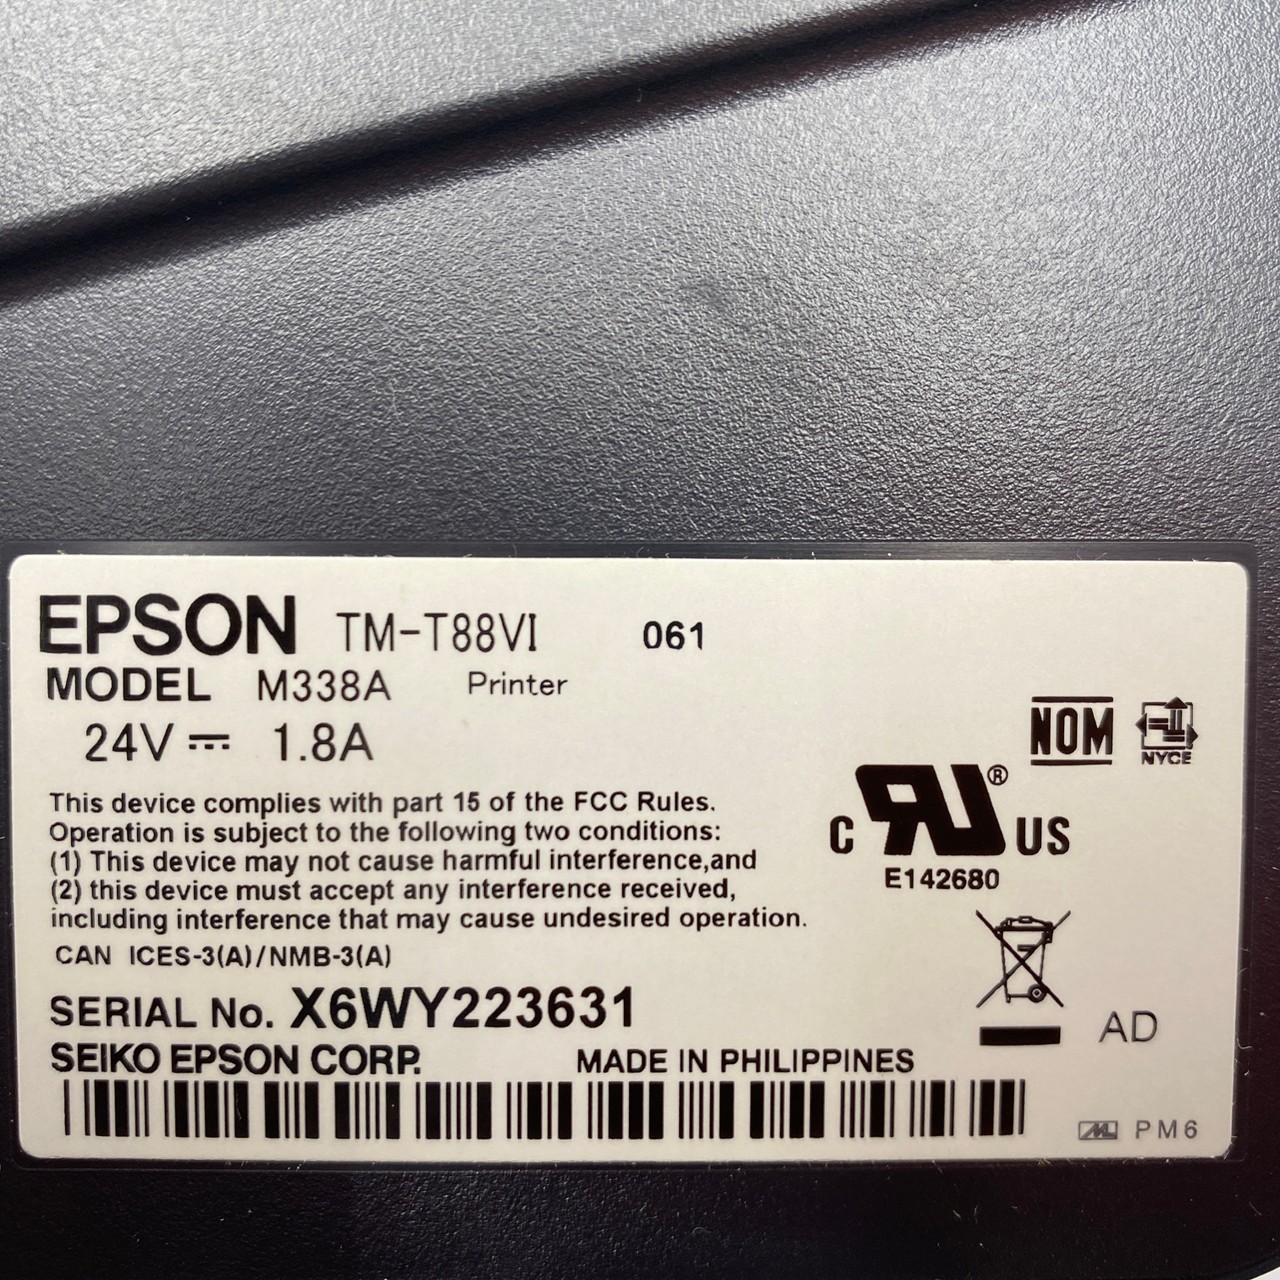 EPSON TM-T88VI 061
MODEL M338A Printer
24V ⎓ 1.8A
NOM NYCE
This device complies with part 15 of the FCC Rules.
Operation is subject to the following two conditions:
(1) This device may not cause harmful interference,and
(2) this device must accept any interference received,
including interference that may cause undesired operation.
C RU® US
E142680
CAN ICES-3(A)/NMB-3(A)
SERIAL No. X6WY223631
AD
SEIKO EPSON CORP. MADE IN PHILIPPINES
ML PM6